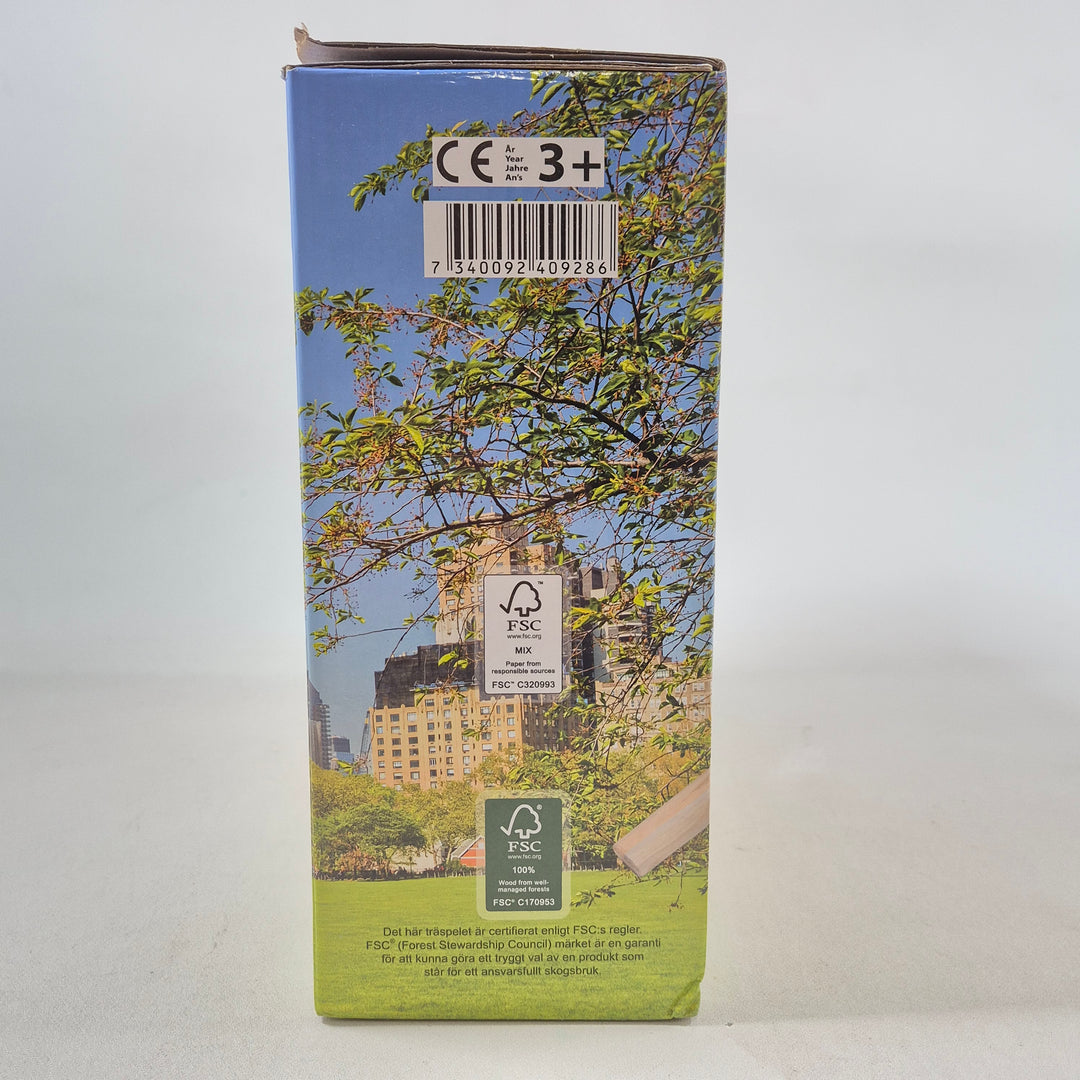 CE
År
Year
Jahre
An's
3+
7 340092 409286
FSC™
www.fsc.org
MIX
Paper from
responsible sources
FSC™ C320993
FSC®
www.fsc.org
100%
Wood from well-
managed forests
FSC® C170953
Det här träspelet är certifierat enligt FSC:s regler.
FSC® (Forest Stewardship Council) märket är en garanti
för att kunna göra ett tryggt val av en produkt som
står för ett ansvarsfullt skogsbruk.